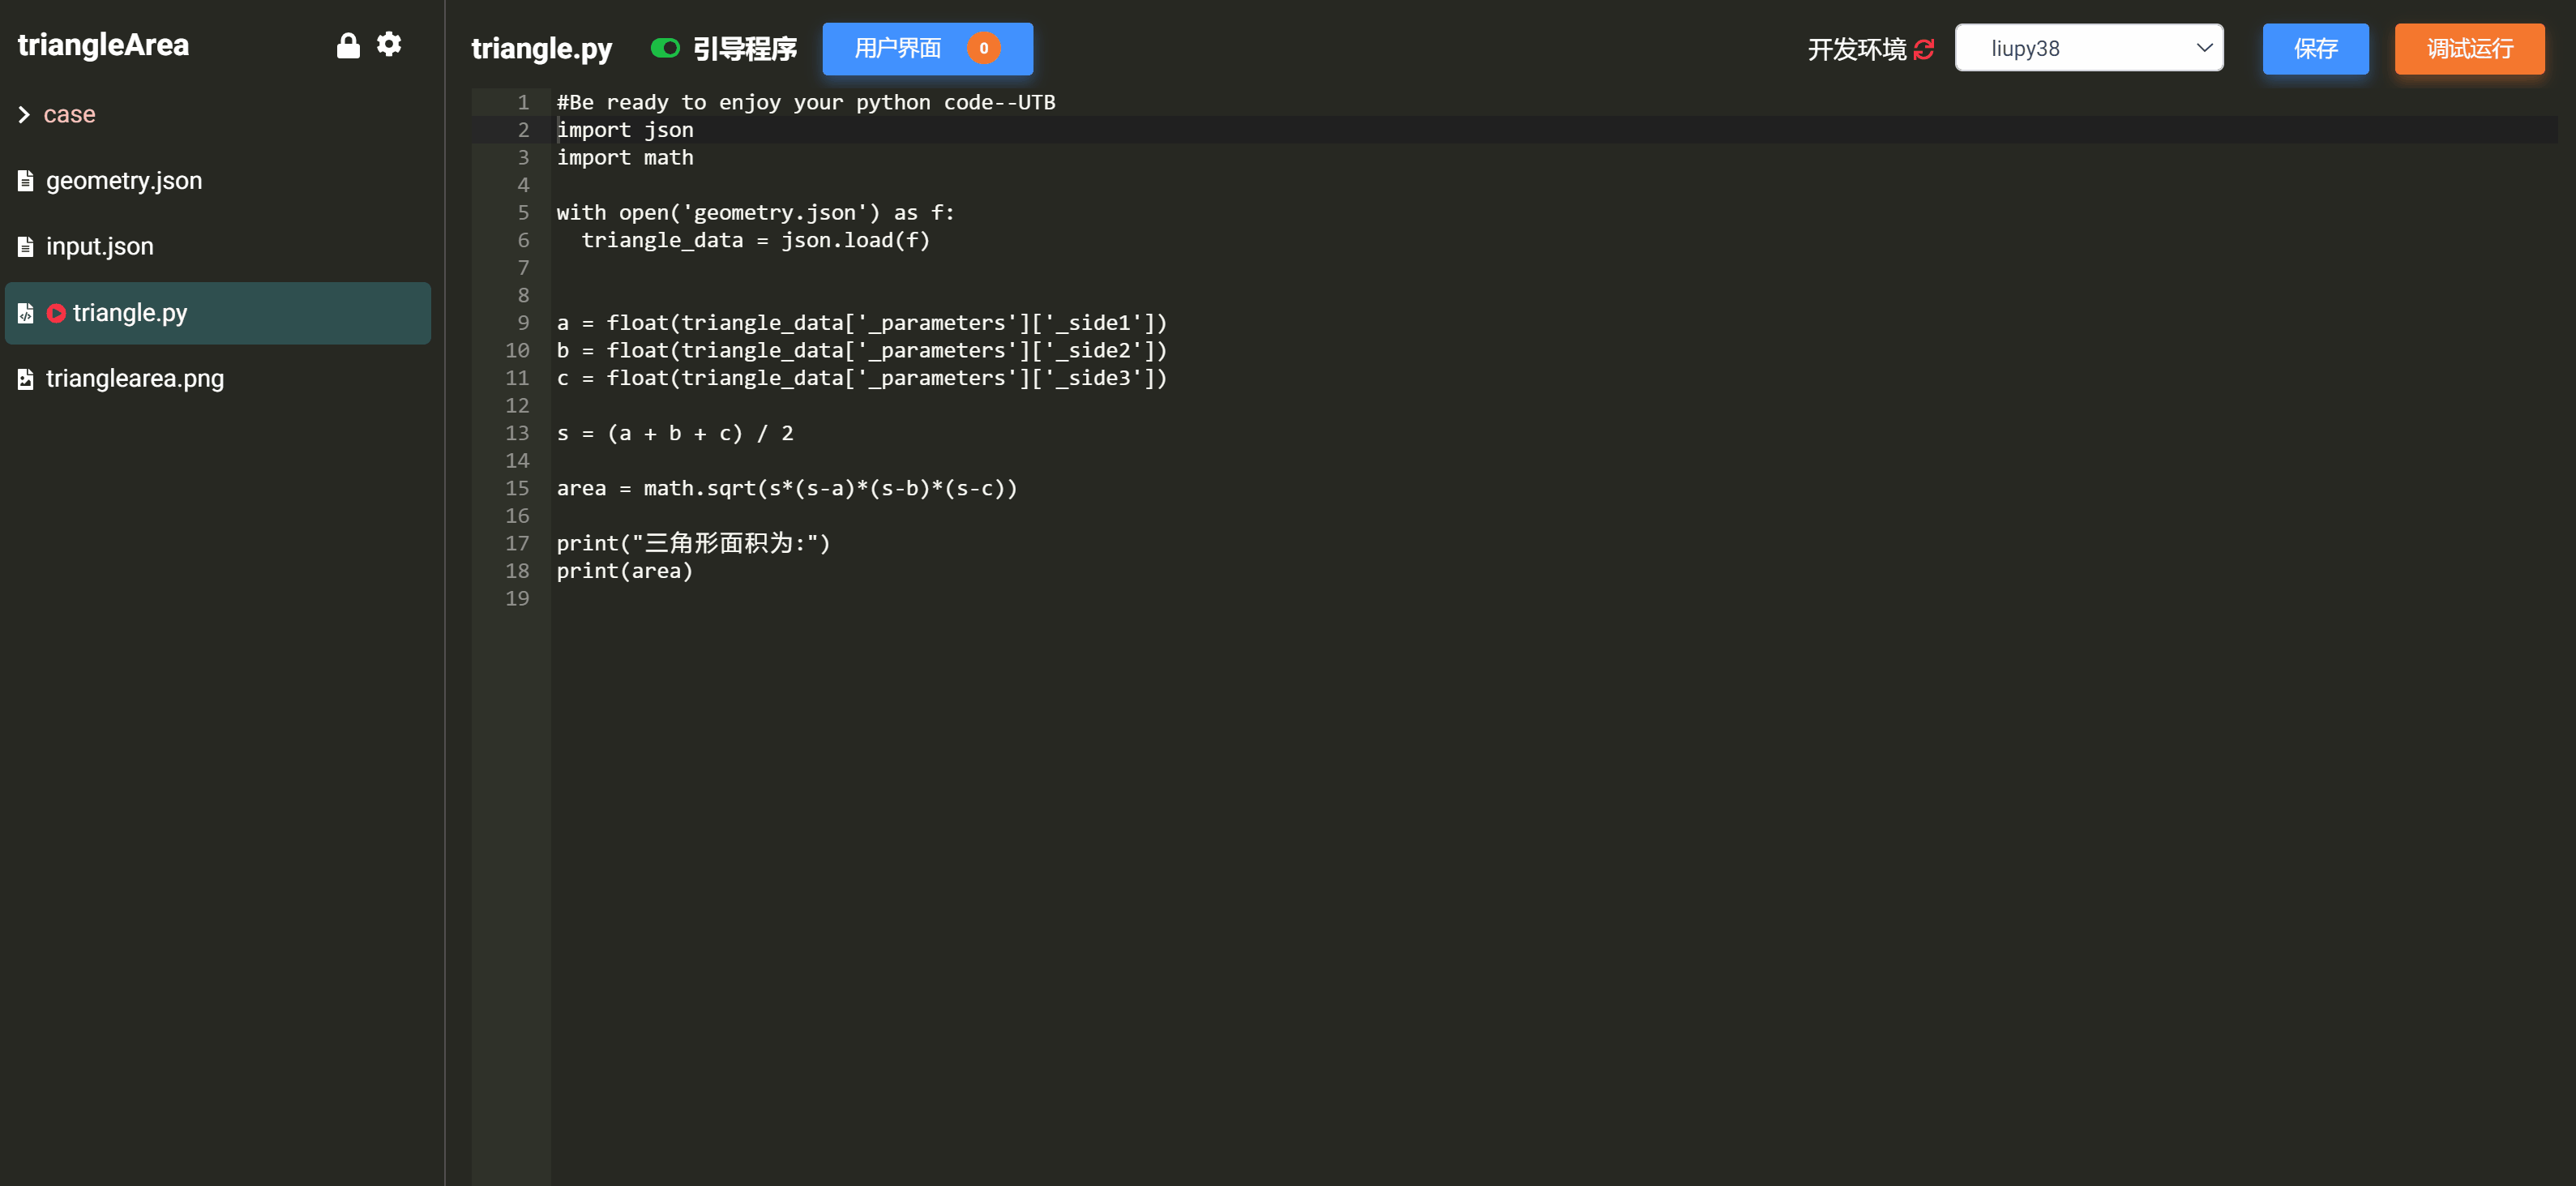 triangleArea
case
geometry.json
input.json
triangle.py
trianglearea.png
triangle.py 引导程序 用户界面 0 开发环境 liupy38 保存 调试运行
1 #Be ready to enjoy your python code--UTB
2 import json
3 import math
4
5 with open('geometry.json') as f:
6   triangle_data = json.load(f)
7
8
9 a = float(triangle_data['_parameters']['_side1'])
10 b = float(triangle_data['_parameters']['_side2'])
11 c = float(triangle_data['_parameters']['_side3'])
12
13 s = (a + b + c) / 2
14
15 area = math.sqrt(s*(s-a)*(s-b)*(s-c))
16
17 print("三角形面积为:")
18 print(area)
19